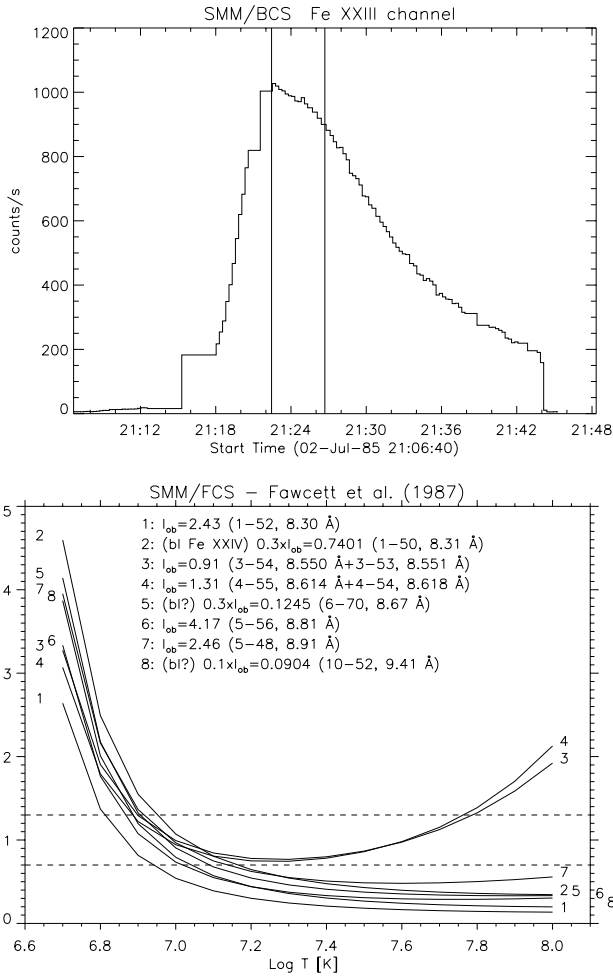 SMM/BCS Fe XXIII channel
1200
1000
800
600
400
200
0
counts/s
21:12 21:18 21:24 21:30 21:36 21:42 21:48
Start Time (02-Jul-85 21:06:40)
SMM/FCS - Fawcett et al. (1987)
5
4
3
2
1
0
1: I_ob=2.43 (1-52, 8.30 Å)
2: (bl Fe XXIV) 0.3xI_ob=0.7401 (1-50, 8.31 Å)
3: I_ob=0.91 (3-54, 8.550 Å+3-53, 8.551 Å)
4: I_ob=1.31 (4-55, 8.614 Å+4-54, 8.618 Å)
5: (bl?) 0.3xI_ob=0.1245 (6-70, 8.67 Å)
6: I_ob=4.17 (5-56, 8.81 Å)
7: I_ob=2.46 (5-48, 8.91 Å)
8: (bl?) 0.1xI_ob=0.0904 (10-52, 9.41 Å)
2
5
7
8
3 6
4
1
4
3
7
2 5 6
8
1
6.6 6.8 7.0 7.2 7.4 7.6 7.8 8.0
Log T [K]